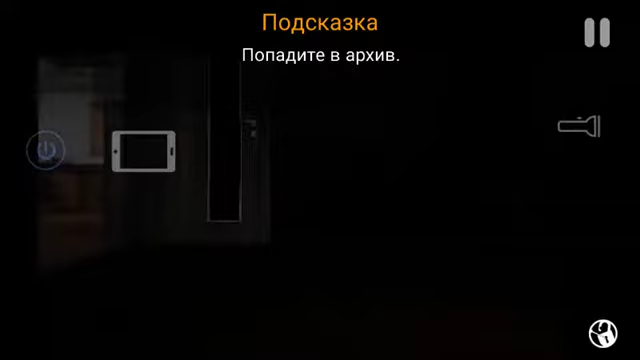 Подсказка
Попадите в архив.